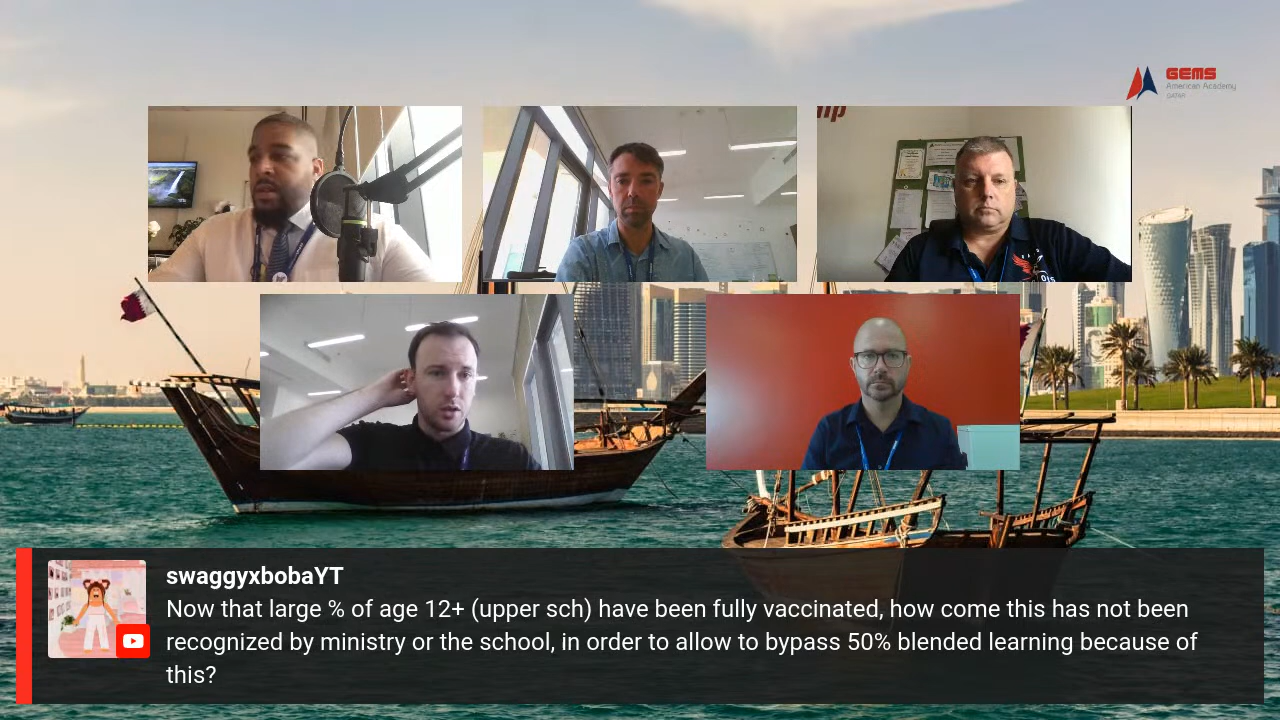 GEMS
American Academy
QATAR
swaggyxbobaYT
Now that large % of age 12+ (upper sch) have been fully vaccinated, how come this has not been
recognized by ministry or the school, in order to allow to bypass 50% blended learning because of
this?